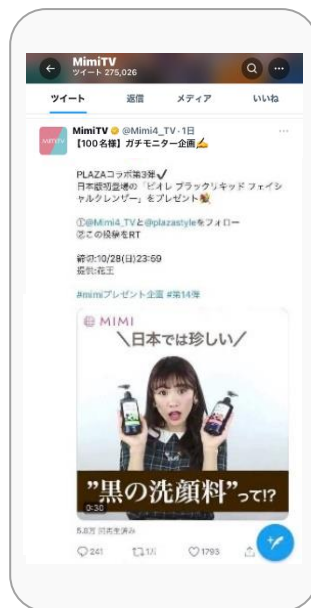 MimiTV
ツイート 275,026
ツイート 返信 メディア いいね
MimiTV @Mimi4_TV・1日
【100名様】ガチモニター企画✍
PLAZAコラボ第3弾✔
日本初登場の「ビオレ ブラックリキッド フェイシ
ャルクレンザー」をプレゼント
①@Mimi4_TVと@plazastyleをフォロー
②この投稿をRT
締切:10/28(日)23:59
提供:花王
#mimiプレゼント企画 #第14弾
MIMI
＼日本では珍しい／
"黒の洗顔料"って!?
0:30
5.8万 回再生済み
241 1.1万 1793